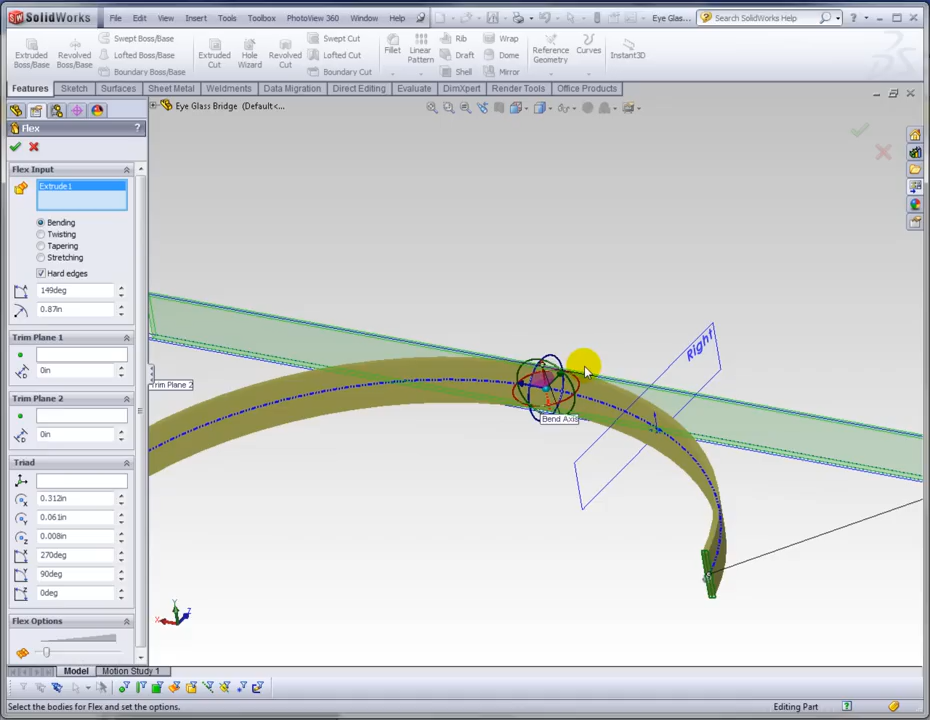 SolidWorks File Edit View Insert Tools Toolbox PhotoView 360 Window Help Eye Glas... Search SolidWorks Help
Extruded Boss/Base
Revolved Boss/Base
Swept Boss/Base
Lofted Boss/Base
Boundary Boss/Base
Extruded Cut
Hole Wizard
Revolved Cut
Swept Cut
Lofted Cut
Boundary Cut
Fillet
Linear Pattern
Rib
Draft
Shell
Wrap
Dome
Mirror
Reference Geometry
Curves
Instant3D
Features Sketch Surfaces Weldments Sheet Metal Data Migration Direct Editing Evaluate DimXpert Render Tools Office Products
Eye Glass Bridge (Default<...
Flex ?
Flex Input
Extrude1
Bending
Twisting
Tapering
Stretching
Hard edges
149deg
0.87in
Trim Plane 1
0in
Trim Plane 2
0in
Triad
0.312in
0.061in
0.008in
270deg
90deg
0deg
Flex Options
Trim Plane 2
Bend Axis
Right
Y
X
Z
Model Motion Study 1
Select the bodies for Flex and set the options. Editing Part